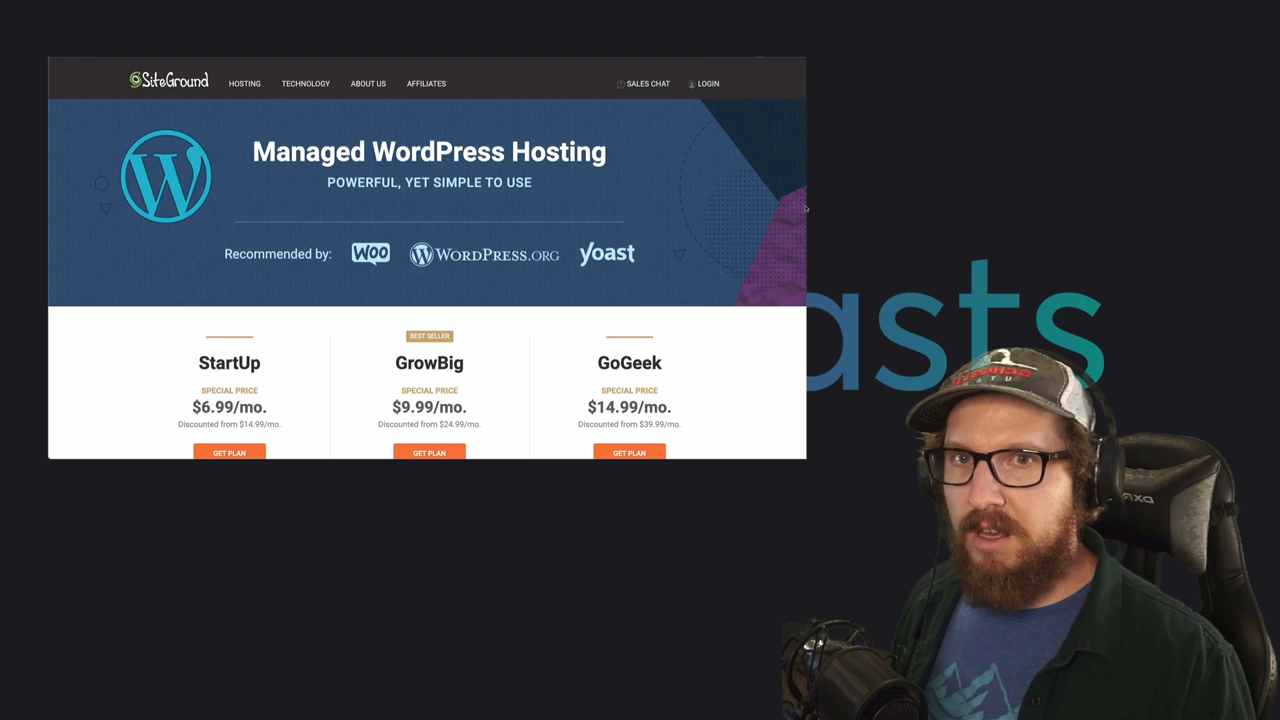 SiteGround HOSTING TECHNOLOGY ABOUT US AFFILIATES SALES CHAT LOGIN
Managed WordPress Hosting
POWERFUL, YET SIMPLE TO USE
Recommended by: WOO WORDPRESS.ORG yoast
BEST SELLER
StartUp GrowBig GoGeek
SPECIAL PRICE SPECIAL PRICE SPECIAL PRICE
$6.99/mo. $9.99/mo. $14.99/mo.
Discounted from $14.99/mo. Discounted from $24.99/mo. Discounted from $39.99/mo.
GET PLAN GET PLAN GET PLAN
asts